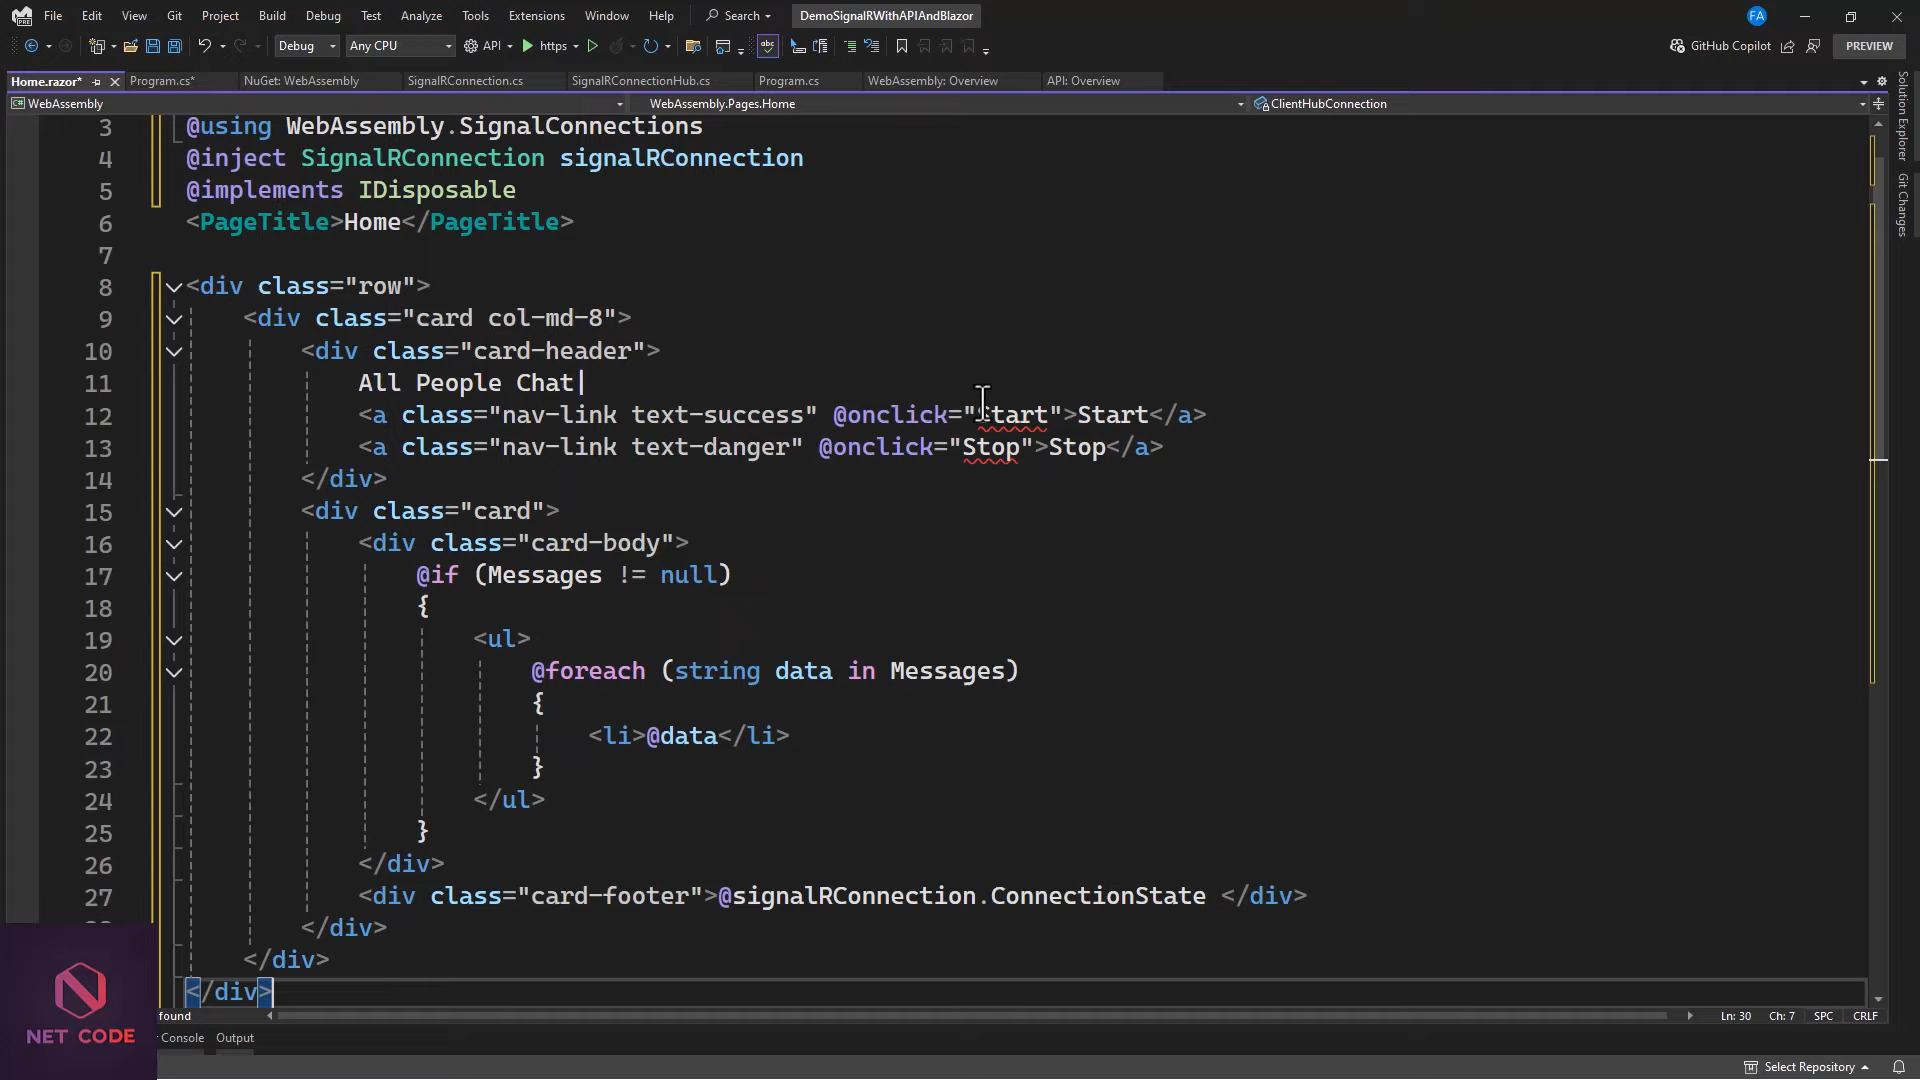 File Edit View Git Project Build Debug Test Analyze Tools Extensions Window Help Search DemoSignalRWithAPIAndBlazor FA
Debug Any CPU API https GitHub Copilot PREVIEW
Home.razor* Program.cs* NuGet: WebAssembly SignalRConnection.cs SignalRConnectionHub.cs Program.cs WebAssembly: Overview API: Overview
WebAssembly WebAssembly.Pages.Home ClientHubConnection
Solution Explorer
Git Changes
3 @using WebAssembly.SignalConnections
4 @inject SignalRConnection signalRConnection
5 @implements IDisposable
6 <PageTitle>Home</PageTitle>
7
8 <div class="row">
9 <div class="card col-md-8">
10 <div class="card-header">
11 All People Chat|
12 <a class="nav-link text-success" @onclick="Start">Start</a>
13 <a class="nav-link text-danger" @onclick="Stop">Stop</a>
14 </div>
15 <div class="card">
16 <div class="card-body">
17 @if (Messages != null)
18 {
19 <ul>
20 @foreach (string data in Messages)
21 {
22 <li>@data</li>
23 }
24 </ul>
25 }
26 </div>
27 <div class="card-footer">@signalRConnection.ConnectionState </div>
</div>
</div>
</div>
found Ln: 30 Ch: 7 SPC CRLF
Console Output
NET CODE
Select Repository